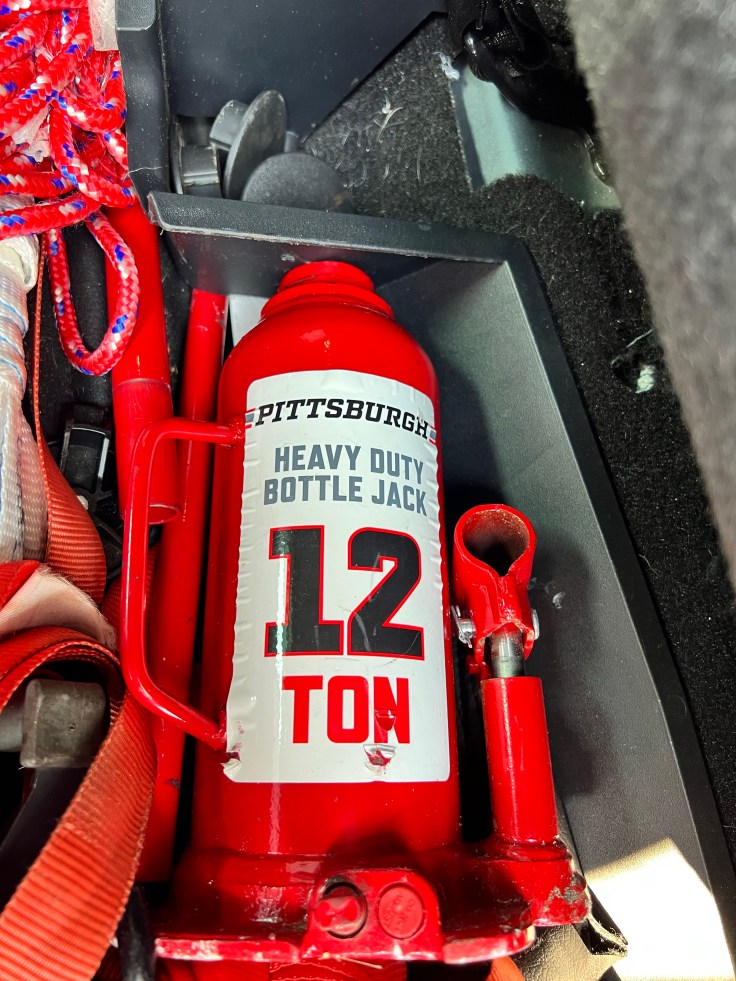 PITTSBURGH
HEAVY DUTY
BOTTLE JACK
12
TON